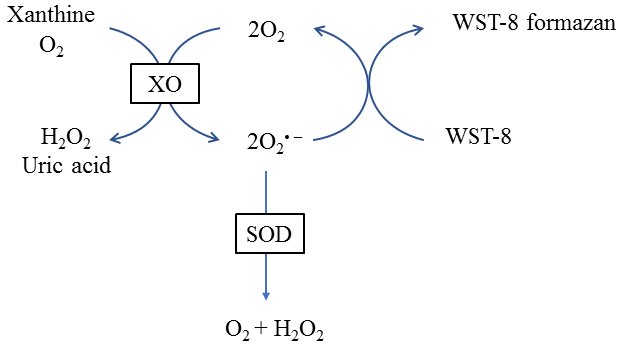 Xanthine
O₂
2O₂
WST-8 formazan
XO
H₂O₂
Uric acid
2O₂•⁻
WST-8
SOD
O₂ + H₂O₂